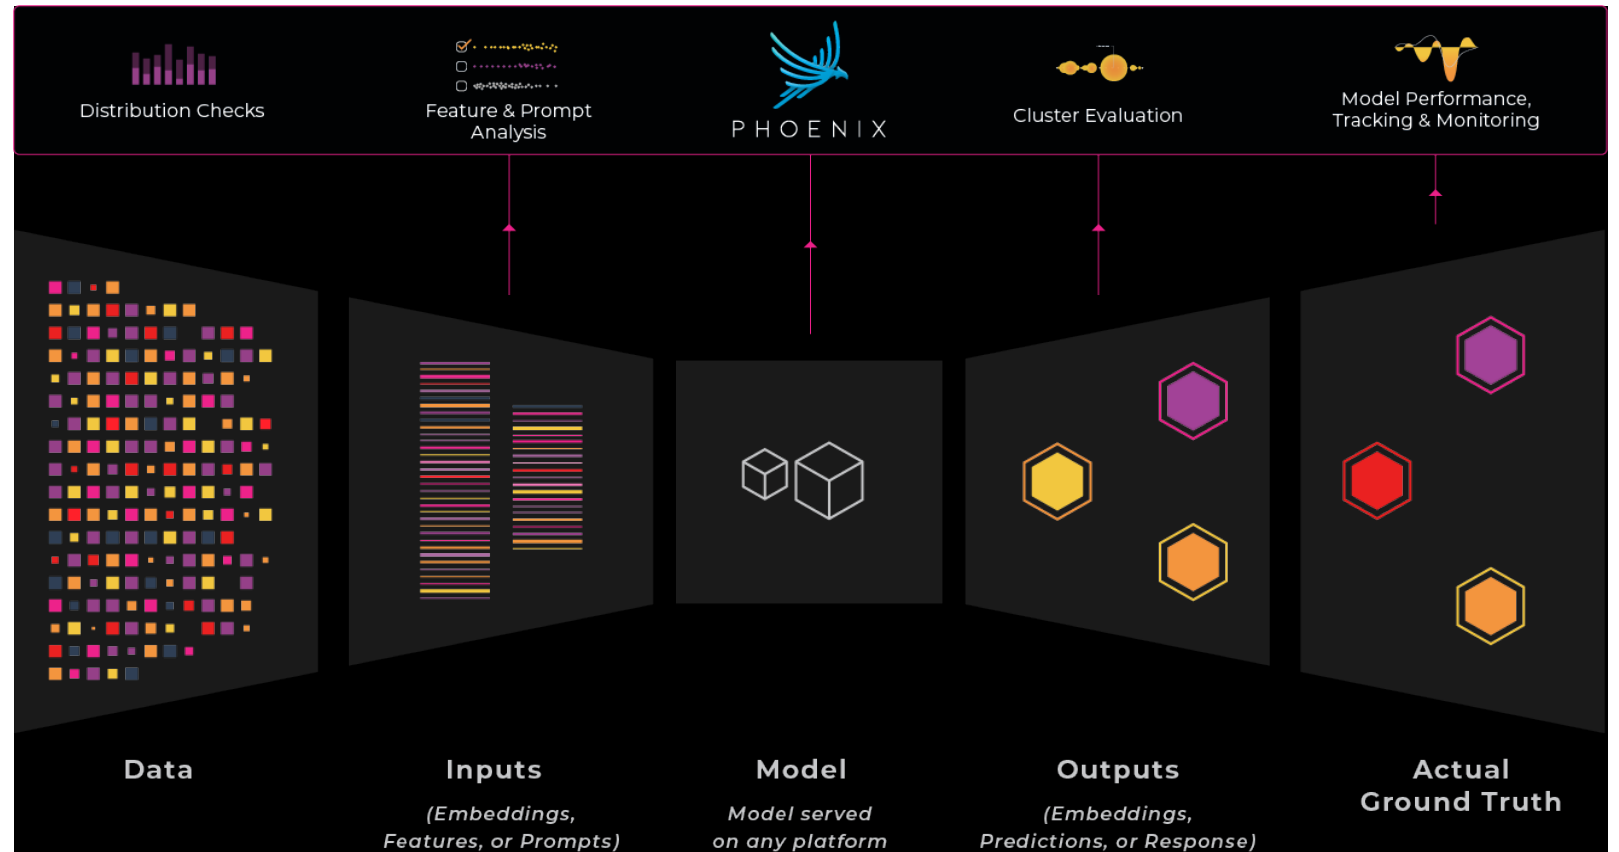 Distribution Checks
Feature & Prompt
Analysis
PHOENIX
Cluster Evaluation
Model Performance,
Tracking & Monitoring
Data
Inputs
(Embeddings,
Features, or Prompts)
Model
Model served
on any platform
Outputs
(Embeddings,
Predictions, or Response)
Actual
Ground Truth